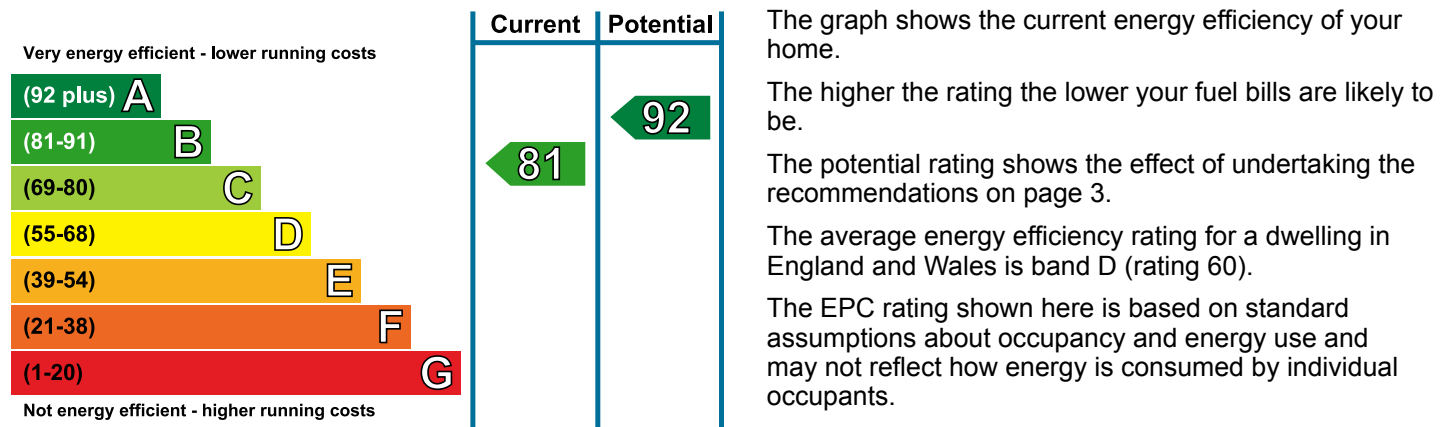 Current Potential
Very energy efficient - lower running costs
(92 plus) A
(81-91) B
(69-80) C
(55-68) D
(39-54) E
(21-38) F
(1-20) G
Not energy efficient - higher running costs
81
92
The graph shows the current energy efficiency of your
home.
The higher the rating the lower your fuel bills are likely to
be.
The potential rating shows the effect of undertaking the
recommendations on page 3.
The average energy efficiency rating for a dwelling in
England and Wales is band D (rating 60).
The EPC rating shown here is based on standard
assumptions about occupancy and energy use and
may not reflect how energy is consumed by individual
occupants.